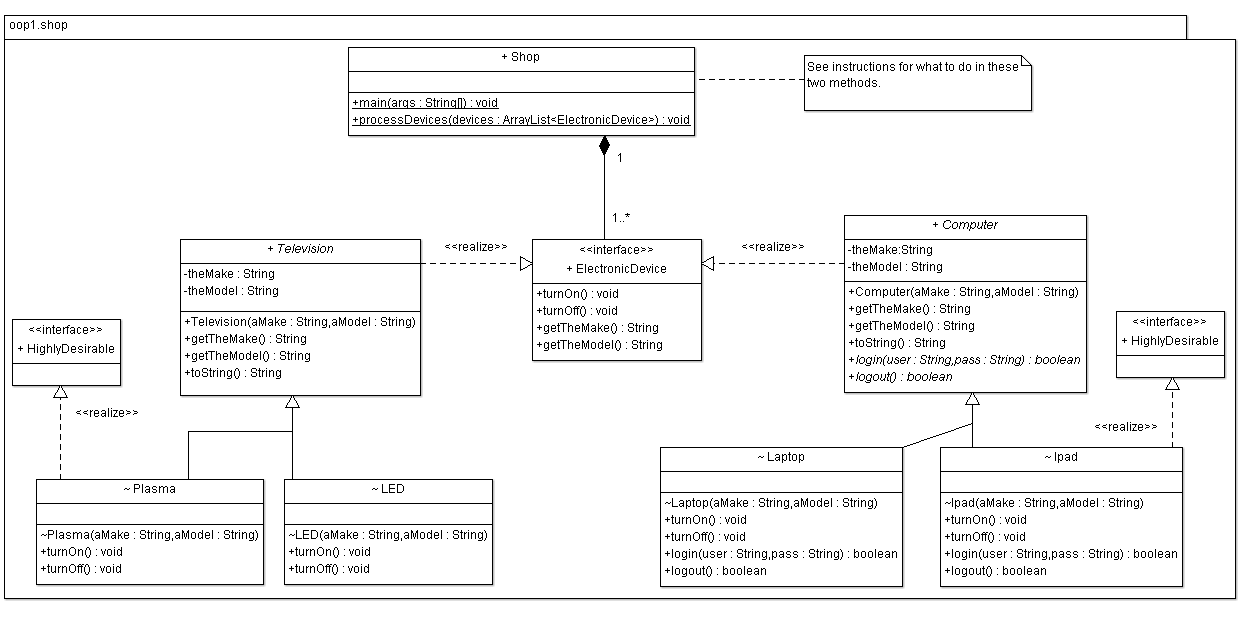 oop1.shop
+ Shop
+main(args : String[]) : void
+processDevices(devices : ArrayList<ElectronicDevice>) : void
See instructions for what to do in these
two methods.
1
1..*
+ Television
-theMake : String
-theModel : String
+Television(aMake : String,aModel : String)
+getTheMake() : String
+getTheModel() : String
+toString() : String
<<realize>>
<<interface>>
+ ElectronicDevice
+turnOn() : void
+turnOff() : void
+getTheMake() : String
+getTheModel() : String
<<realize>>
+ Computer
-theMake:String
-theModel : String
+Computer(aMake : String,aModel : String)
+getTheMake() : String
+getTheModel() : String
+toString() : String
+login(user : String,pass : String) : boolean
+logout() : boolean
<<interface>>
+ HighlyDesirable
<<realize>>
<<interface>>
+ HighlyDesirable
<<realize>>
~ Plasma
~Plasma(aMake : String,aModel : String)
+turnOn() : void
+turnOff() : void
~ LED
~LED(aMake : String,aModel : String)
+turnOn() : void
+turnOff() : void
~ Laptop
~Laptop(aMake : String,aModel : String)
+turnOn() : void
+turnOff() : void
+login(user : String,pass : String) : boolean
+logout() : boolean
~ Ipad
~Ipad(aMake : String,aModel : String)
+turnOn() : void
+turnOff() : void
+login(user : String,pass : String) : boolean
+logout() : boolean